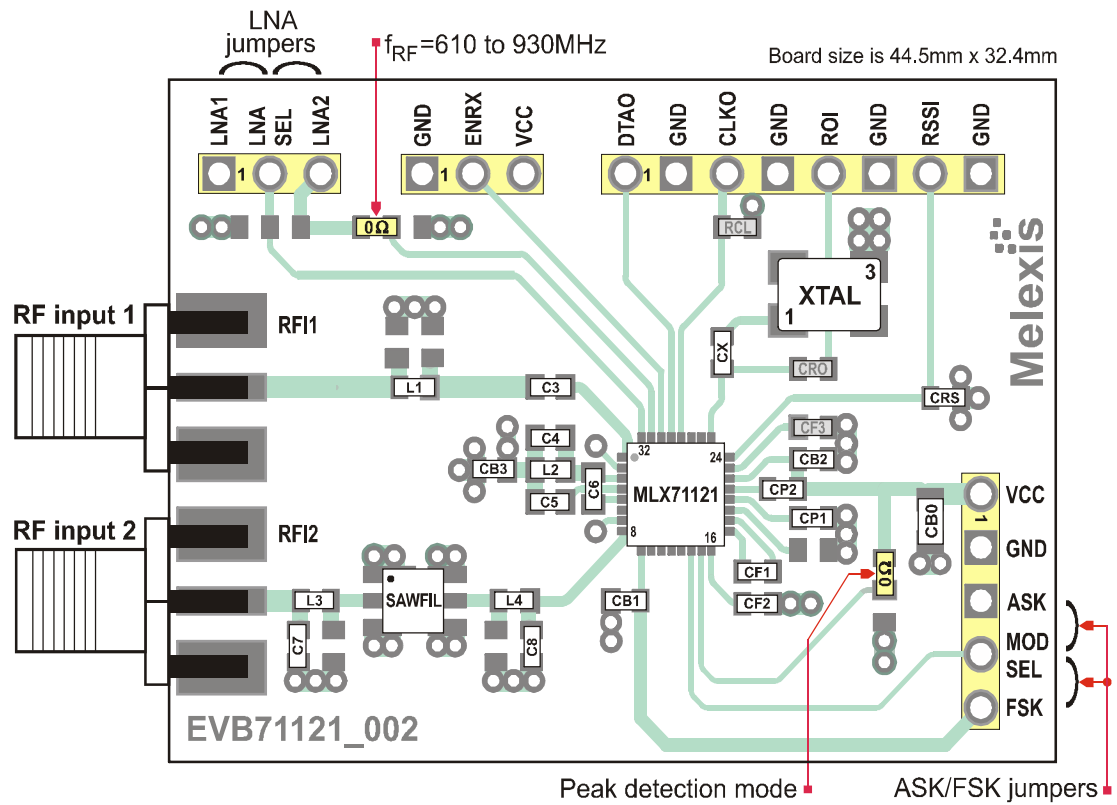 LNA
jumpers
fRF=610 to 930MHz
Board size is 44.5mm x 32.4mm
LNA1
LNA
SEL
LNA2
GND
ENRX
VCC
DTAO
GND
CLKO
GND
ROI
GND
RSSI
GND
1
1
1
0Ω
RCL
Melexis
XTAL
3
1
RF input 1
RFI1
CX
CRO
L1
C3
CRS
C4
CF3
32
24
CB3
L2
CB2
C6
MLX71121
CP2
C5
VCC
1
CB0
RF input 2
RFI2
8
16
CP1
GND
CF1
0Ω
SAWFIL
L3
L4
CB1
CF2
ASK
MOD
SEL
C7
C8
FSK
EVB71121_002
Peak detection mode
ASK/FSK jumpers